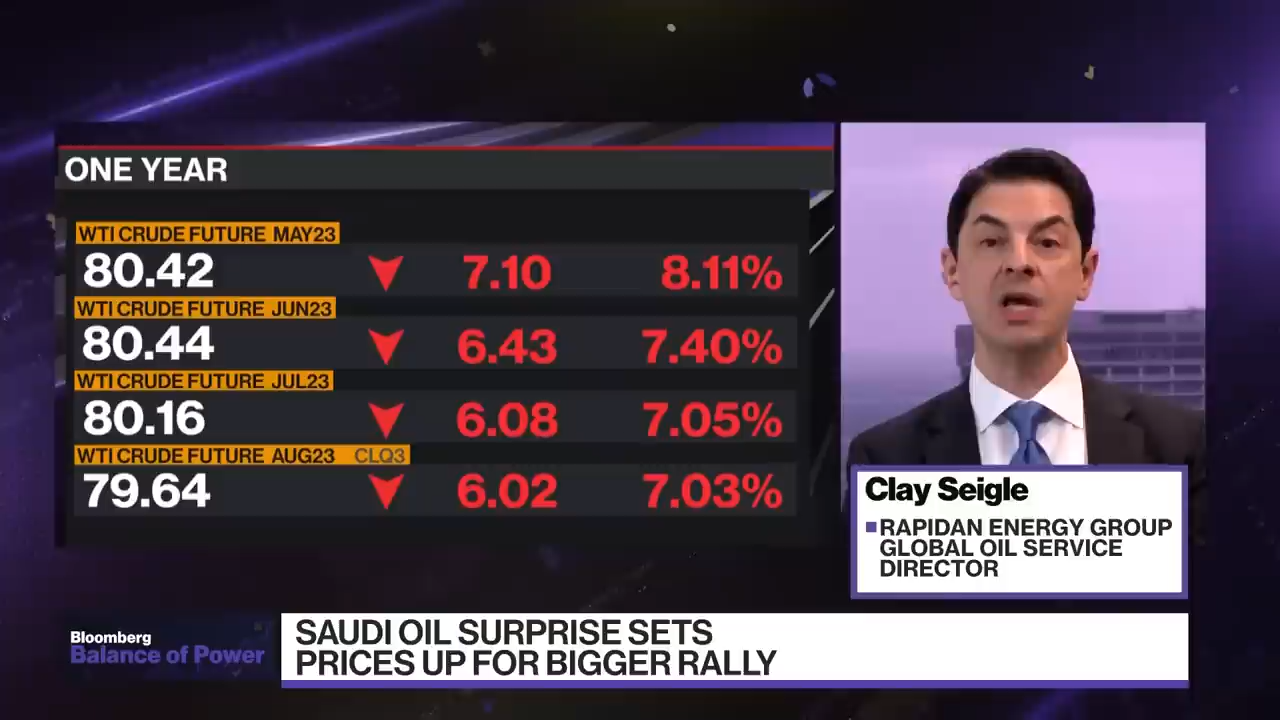 ONE YEAR
WTI CRUDE FUTURE MAY23
80.42 ▼ 7.10 8.11%
WTI CRUDE FUTURE JUN23
80.44 ▼ 6.43 7.40%
WTI CRUDE FUTURE JUL23
80.16 ▼ 6.08 7.05%
WTI CRUDE FUTURE AUG23 CLQ3
79.64 ▼ 6.02 7.03%
Clay Seigle
RAPIDAN ENERGY GROUP
GLOBAL OIL SERVICE
DIRECTOR
SAUDI OIL SURPRISE SETS
PRICES UP FOR BIGGER RALLY
Bloomberg
Balance of Power